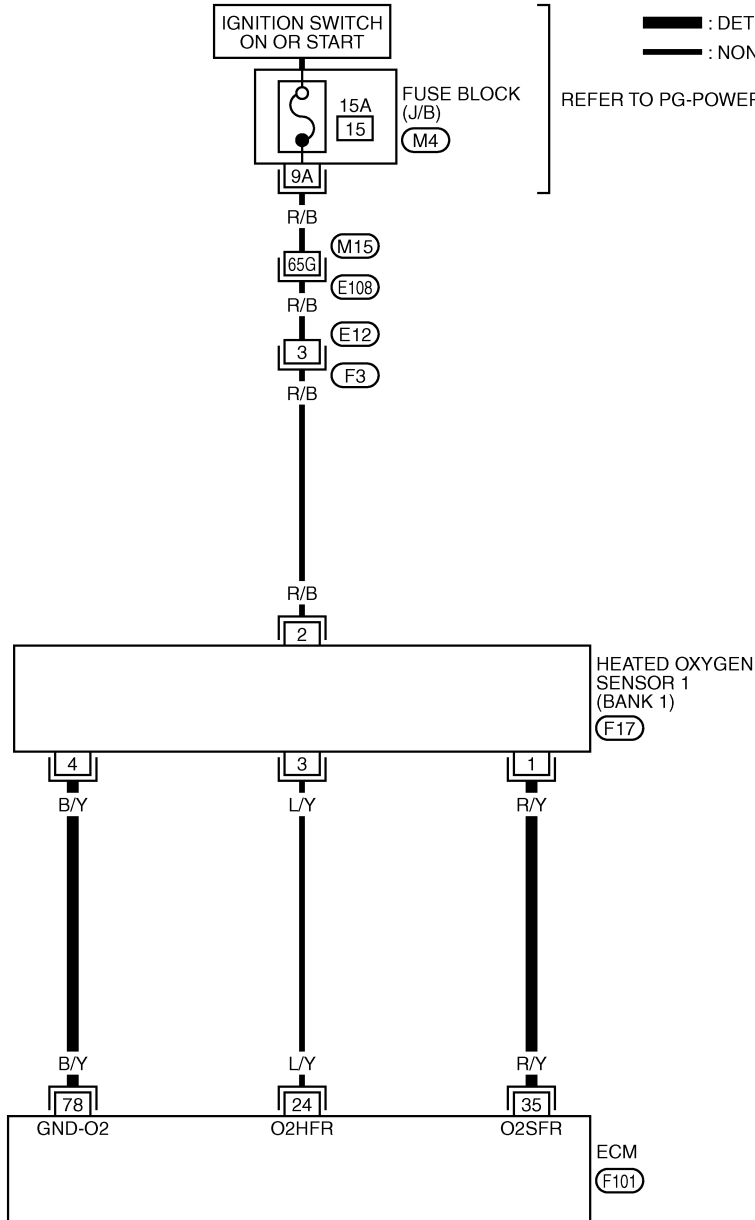 IGNITION SWITCH
ON OR START
: DET
: NON
REFER TO PG-POWER
FUSE BLOCK
(J/B)
M4
15A
15
9A
R/B
M15
65G
E108
R/B
E12
3
F3
R/B
R/B
2
HEATED OXYGEN
SENSOR 1
(BANK 1)
F17
4
3
1
B/Y
L/Y
R/Y
B/Y
L/Y
R/Y
78
24
35
GND-O2
O2HFR
O2SFR
ECM
F101